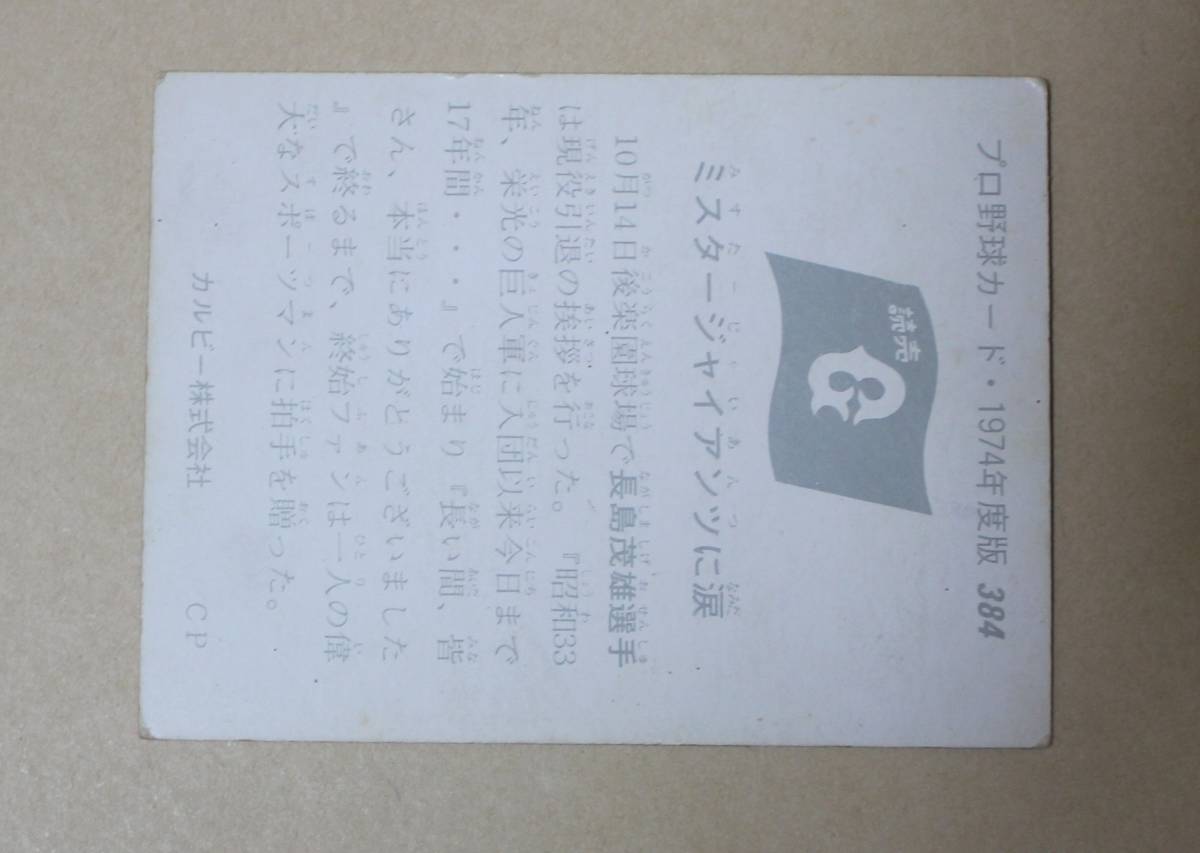 プロ野球カード・1974年度版 384
読売
ミスタージャイアンツに涙
10月14日後楽園球場で長島茂雄選手
は現役引退の挨拶を行った。『昭和33
年、栄光の巨人軍に入団以来今日まで
17年間・・・』で始まり『長い間、皆
さん、本当にありがとうございました
』で終るまで、終始ファンは一人の偉
大なスポーツマンに拍手を贈った。
カルビー株式会社 CP